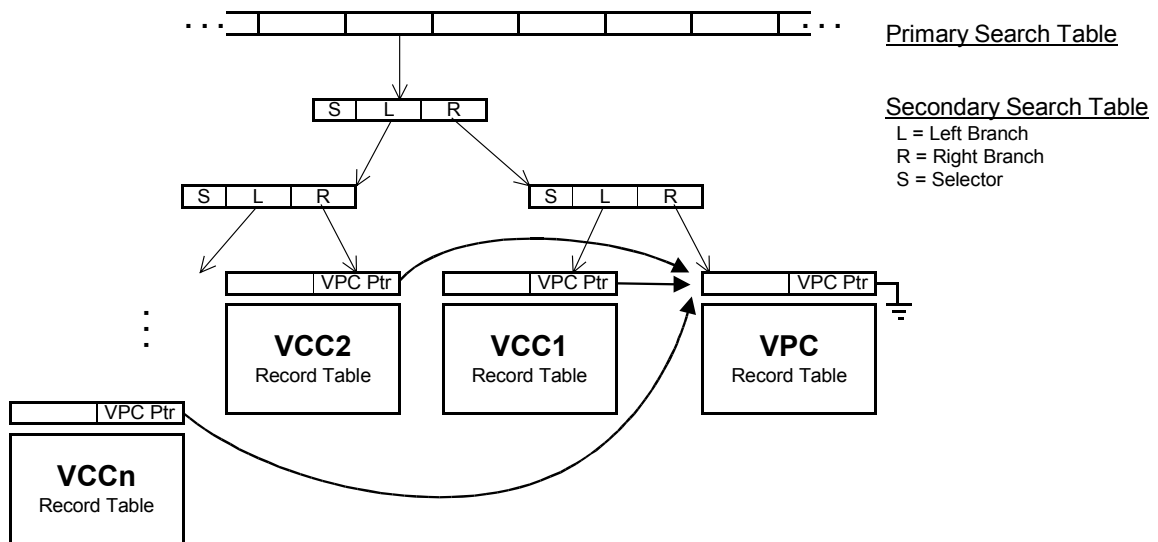 . . .
. . .
Primary Search Table
S L R
Secondary Search Table
L = Left Branch
R = Right Branch
S = Selector
S L R
S L R
VPC Ptr
VPC Ptr
VPC Ptr
VCC2
Record Table
VCC1
Record Table
VPC
Record Table
. . .
VPC Ptr
VCCn
Record Table